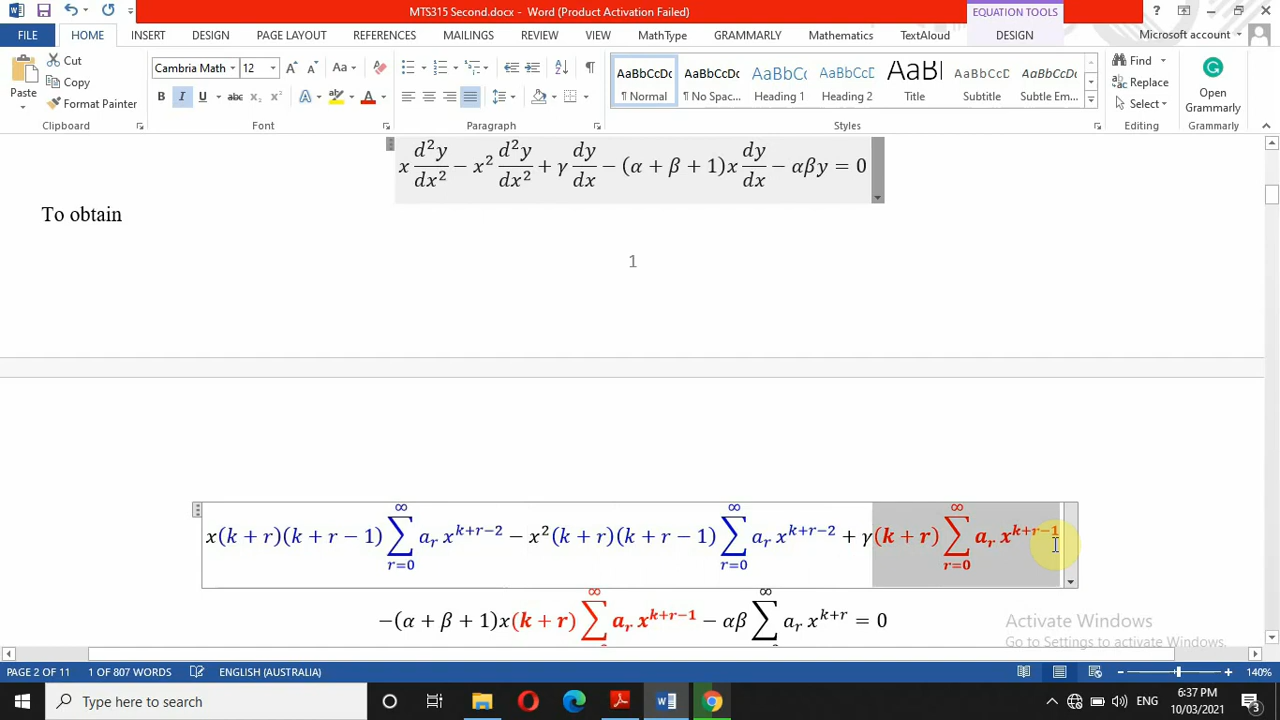 MTS315 Second.docx - Word (Product Activation Failed)
EQUATION TOOLS
FILE HOME INSERT DESIGN PAGE LAYOUT REFERENCES MAILINGS REVIEW VIEW MathType GRAMMARLY Mathematics TextAloud DESIGN Microsoft account
Paste
Cut
Copy
Format Painter
Clipboard
Cambria Math 12
Font
Paragraph
AaBbCcDc AaBbCcDc AaBbCc AaBbCcD AaBl AaBbCcD AaBbCcDc
¶ Normal ¶ No Spac... Heading 1 Heading 2 Title Subtitle Subtle Em...
Styles
Find
Replace
Select
Editing
Open Grammarly
Grammarly
x d²y/dx² − x² d²y/dx² + γ dy/dx − (α + β + 1)x dy/dx − αβy = 0
To obtain
1
x(k + r)(k + r − 1) ∑_{r=0}^{∞} a_r x^{k+r−2} − x²(k + r)(k + r − 1) ∑_{r=0}^{∞} a_r x^{k+r−2} + γ(k + r) ∑_{r=0}^{∞} a_r x^{k+r−1}
−(α + β + 1)x(k + r) ∑^{∞} a_r x^{k+r−1} − αβ ∑^{∞} a_r x^{k+r} = 0
Activate Windows
Go to Settings to activate Windows.
PAGE 2 OF 11 1 OF 807 WORDS ENGLISH (AUSTRALIA) 140%
Type here to search
ENG
6:37 PM
10/03/2021
3